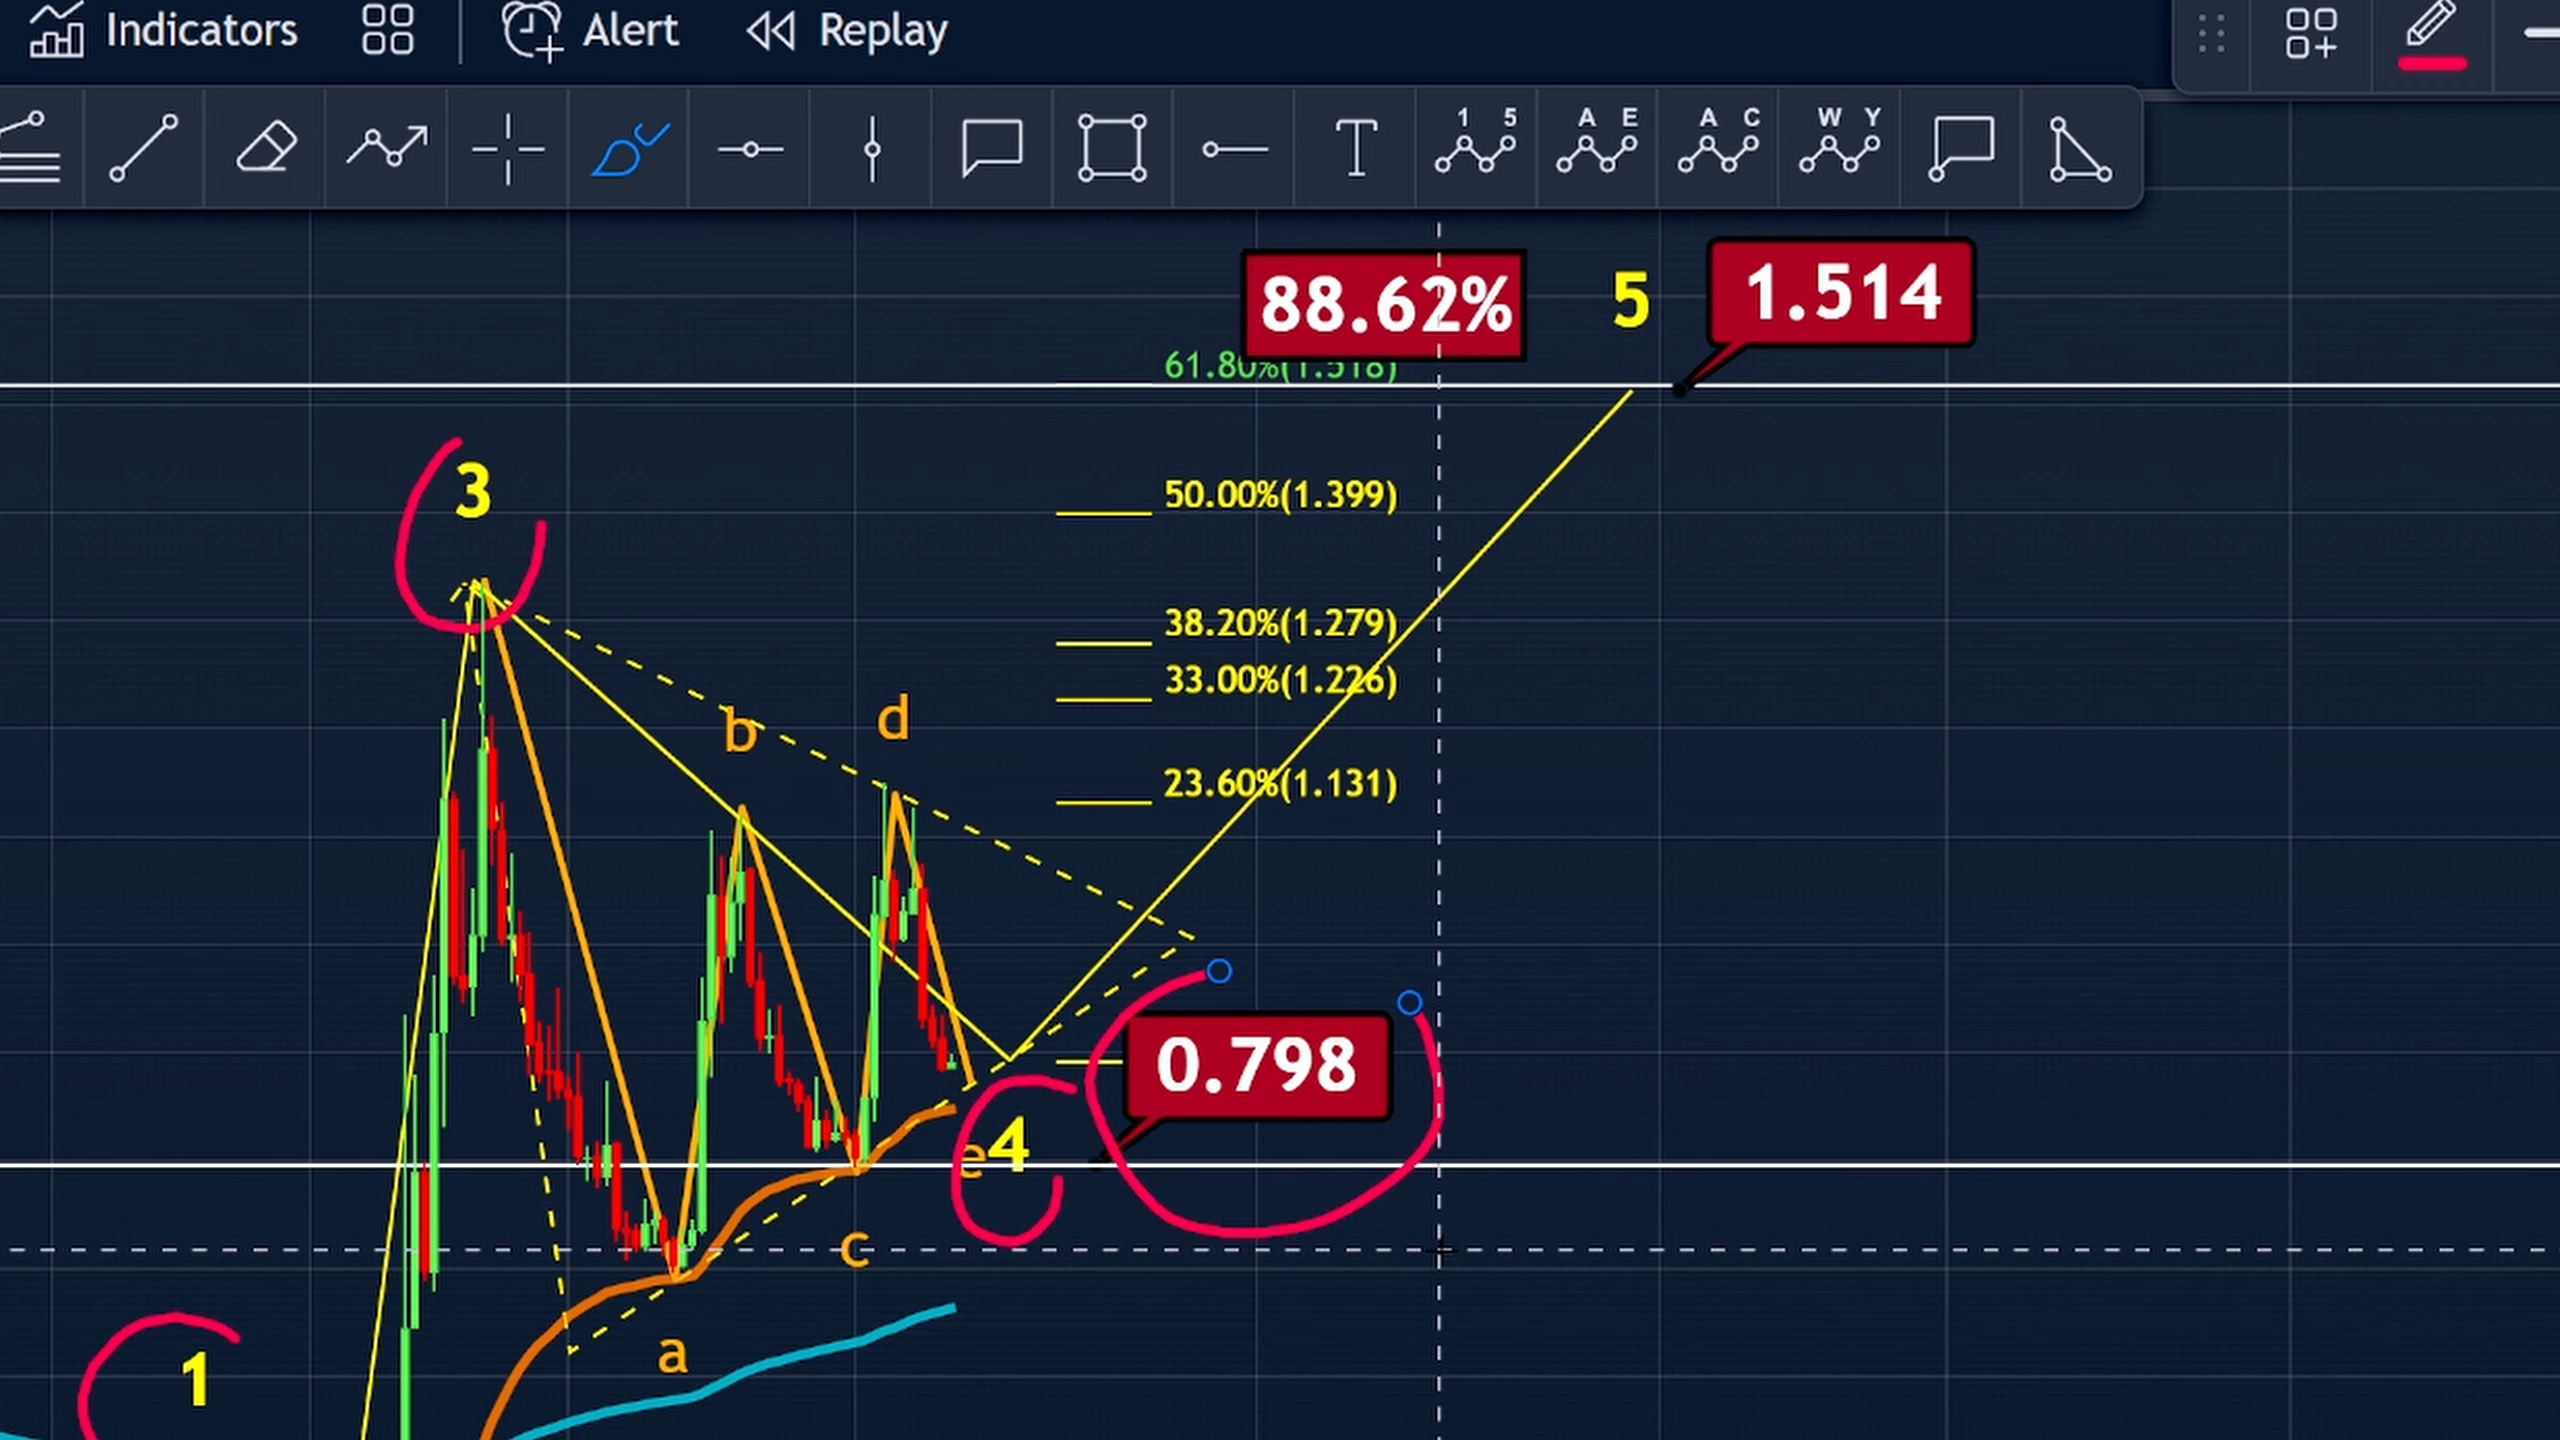 Indicators Alert Replay
1 5 A E A C W Y
88.62% 5 1.514
61.80%(1.518)
3
50.00%(1.399)
38.20%(1.279)
33.00%(1.226)
b d
23.60%(1.131)
0.798
e 4
c
a
1